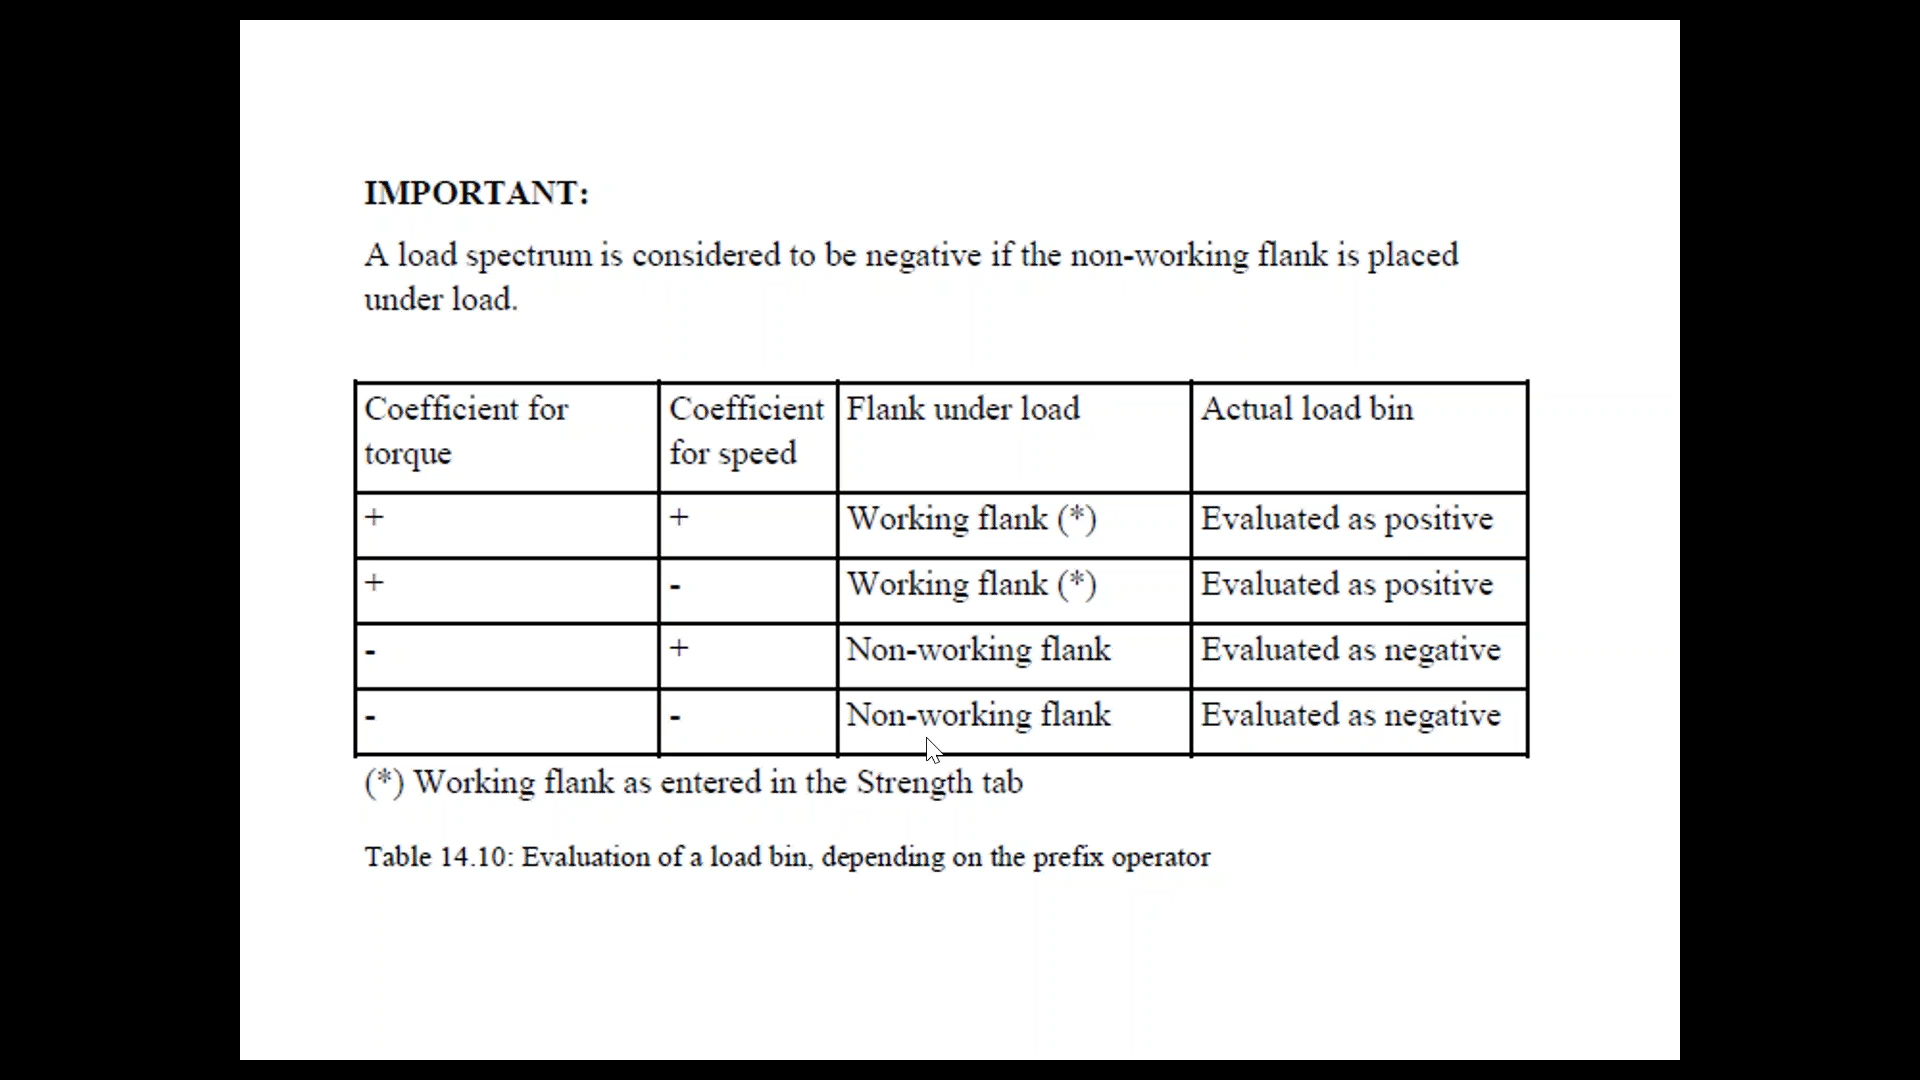 IMPORTANT:
A load spectrum is considered to be negative if the non-working flank is placed
under load.
Coefficient for torque | Coefficient for speed | Flank under load | Actual load bin
+ | + | Working flank (*) | Evaluated as positive
+ | - | Working flank (*) | Evaluated as positive
- | + | Non-working flank | Evaluated as negative
- | - | Non-working flank | Evaluated as negative
(*) Working flank as entered in the Strength tab
Table 14.10: Evaluation of a load bin, depending on the prefix operator